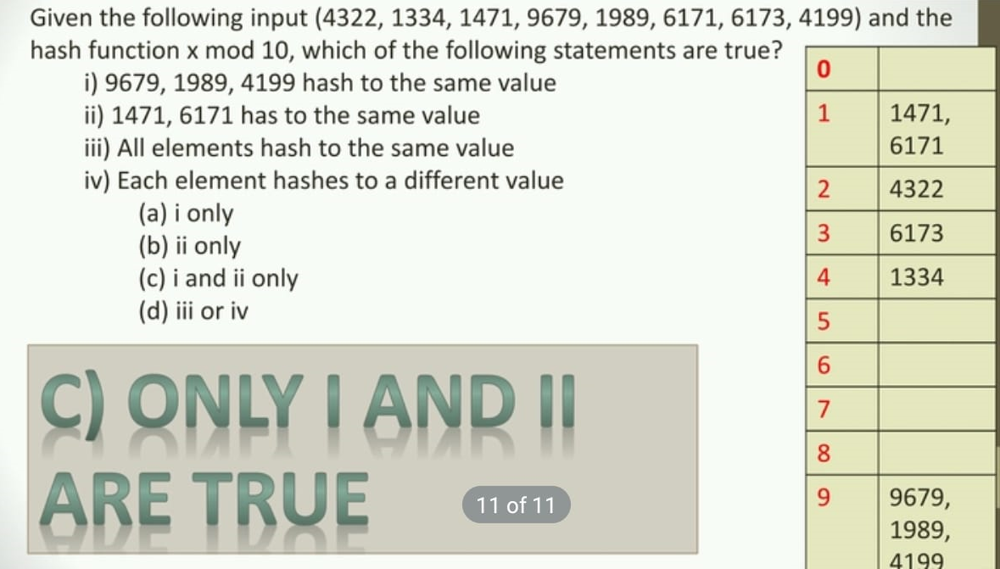 Given the following input (4322, 1334, 1471, 9679, 1989, 6171, 6173, 4199) and the
hash function x mod 10, which of the following statements are true?
i) 9679, 1989, 4199 hash to the same value
ii) 1471, 6171 has to the same value
iii) All elements hash to the same value
iv) Each element hashes to a different value
(a) i only
(b) ii only
(c) i and ii only
(d) iii or iv
C) ONLY I AND II
ARE TRUE
11 of 11
0
1 1471,
6171
2 4322
3 6173
4 1334
5
6
7
8
9 9679,
1989,
4199